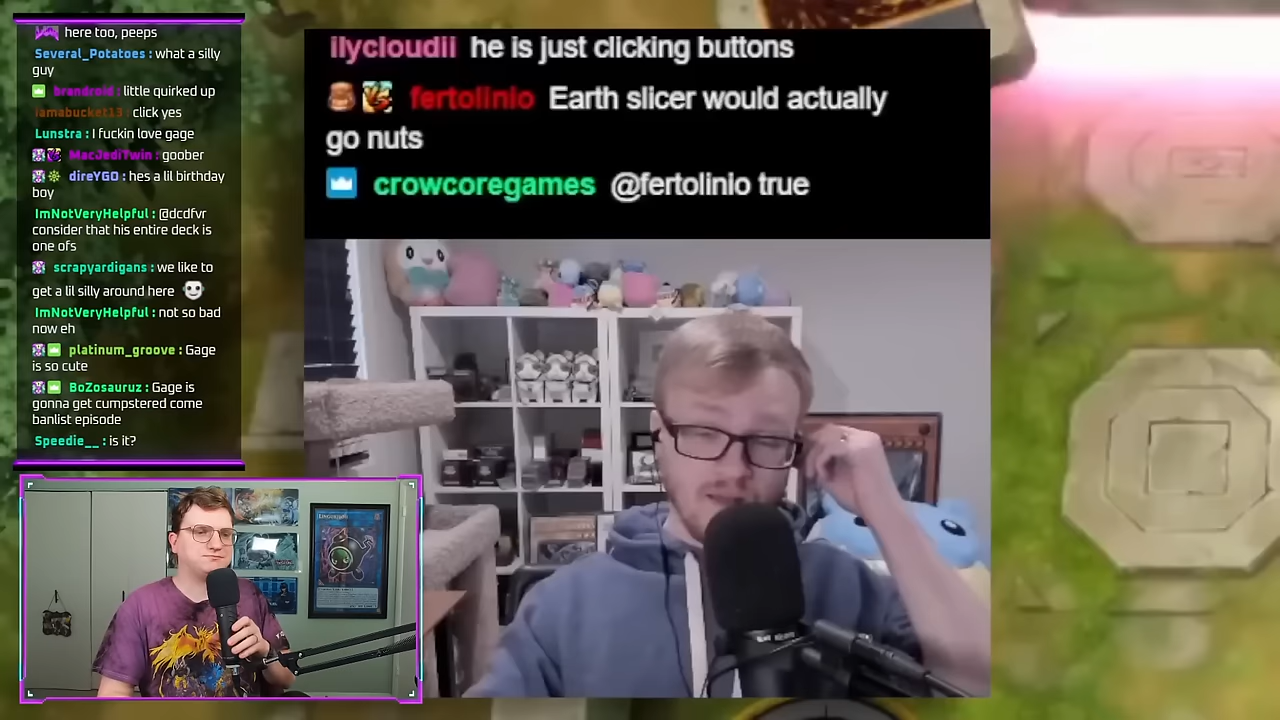 here too, peeps
Several_Potatoes : what a silly
guy
brandroid : little quirked up
iamabucket13 : click yes
Lunstra : I fuckin love gage
MacJediTwin : goober
direYGO : hes a lil birthday
boy
ImNotVeryHelpful : @dcdfvr
consider that his entire deck is
one ofs
scrapyardigans : we like to
get a lil silly around here
ImNotVeryHelpful : not so bad
now eh
platinum_groove : Gage
is so cute
BoZosauruz : Gage is
gonna get cumpstered come
banlist episode
Speedie__ : is it?
ilycloudii he is just clicking buttons
fertolinio Earth slicer would actually
go nuts
crowcoregames @fertolinio true